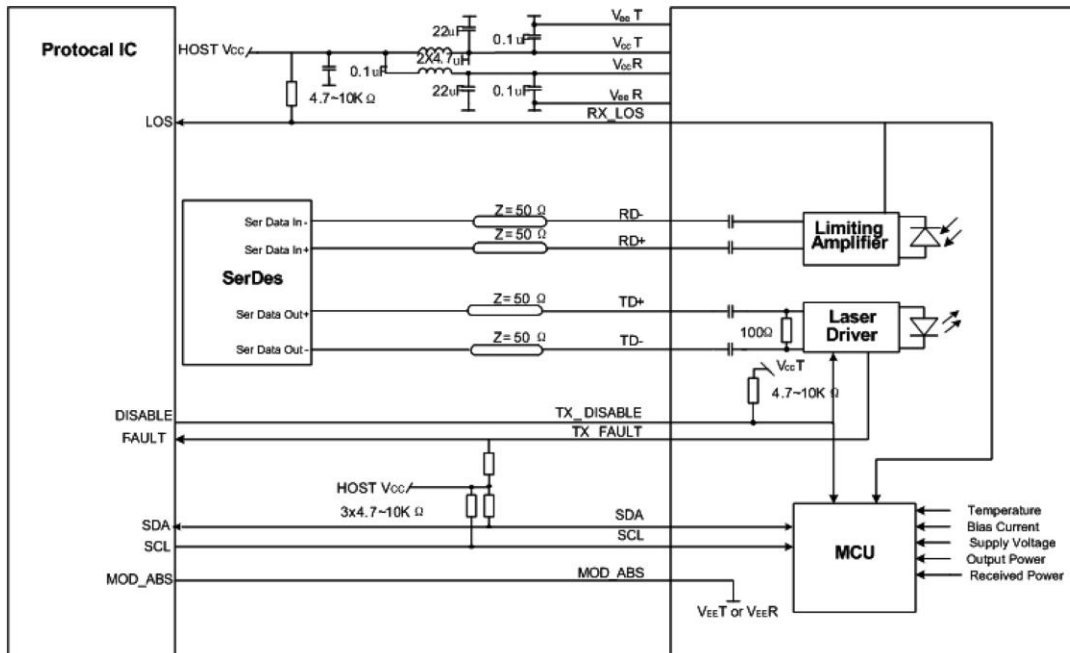 Protocal IC
HOST Vcc
22uF
0.1uF
VeeT
2X4.7uH
VccT
0.1uF
VccR
4.7~10K Ω
22uF
0.1uF
VeeR
LOS
RX_LOS
Z= 50 Ω
RD-
Ser Data In-
Z= 50 Ω
RD+
Ser Data In+
Limiting
Amplifier
SerDes
Z= 50 Ω
TD+
Ser Data Out+
100Ω
Laser
Driver
Z= 50 Ω
TD-
Ser Data Out-
VccT
4.7~10K Ω
DISABLE
TX_DISABLE
FAULT
TX_FAULT
HOST Vcc
3x4.7~10K Ω
SDA
SDA
SCL
SCL
MCU
Temperature
Bias Current
Supply Voltage
Output Power
Received Power
MOD_ABS
MOD_ABS
VEET or VEER